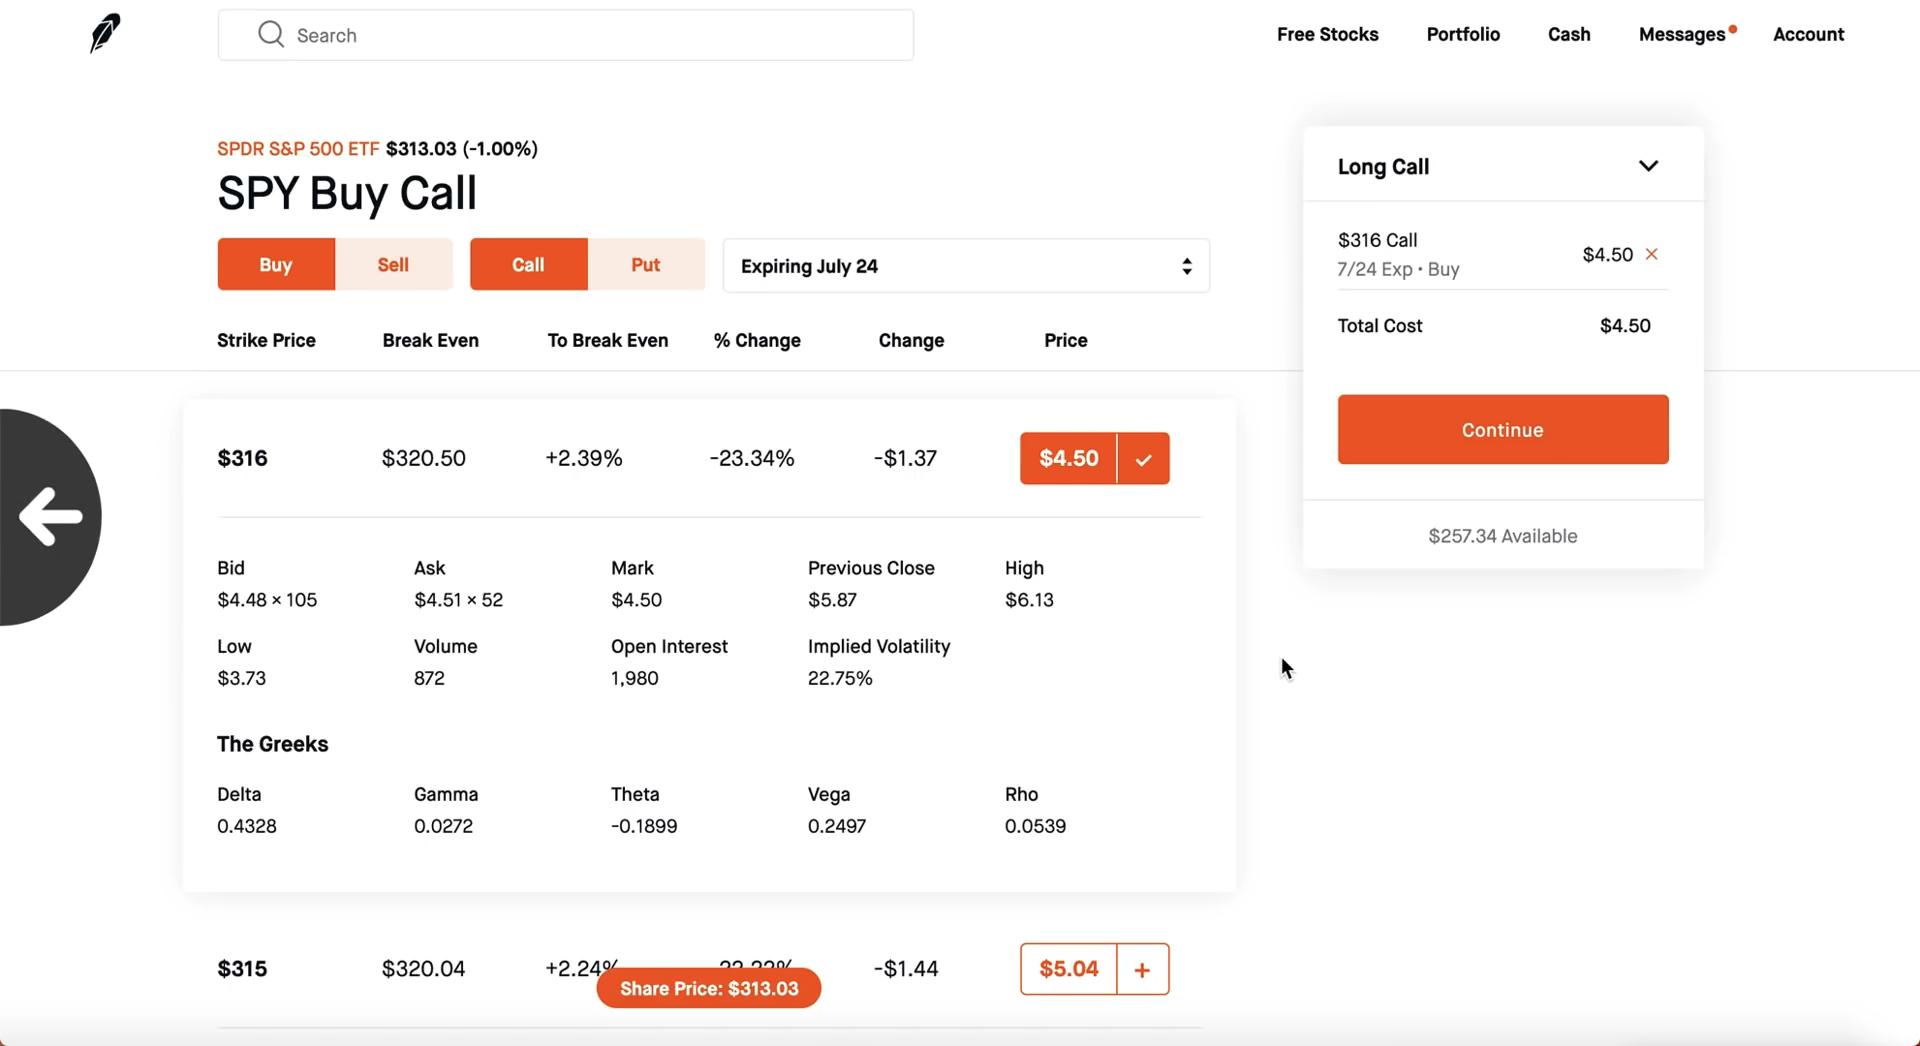 Search
Free Stocks Portfolio Cash Messages Account
SPDR S&P 500 ETF $313.03 (-1.00%)
SPY Buy Call
Buy Sell Call Put Expiring July 24
Strike Price Break Even To Break Even % Change Change Price
$316 $320.50 +2.39% -23.34% -$1.37 $4.50
Bid Ask Mark Previous Close High
$4.48 × 105 $4.51 × 52 $4.50 $5.87 $6.13
Low Volume Open Interest Implied Volatility
$3.73 872 1,980 22.75%
The Greeks
Delta Gamma Theta Vega Rho
0.4328 0.0272 -0.1899 0.2497 0.0539
$315 $320.04 +2.24% -$1.44 $5.04 +
Share Price: $313.03
Long Call
$316 Call
7/24 Exp • Buy
$4.50
Total Cost $4.50
Continue
$257.34 Available